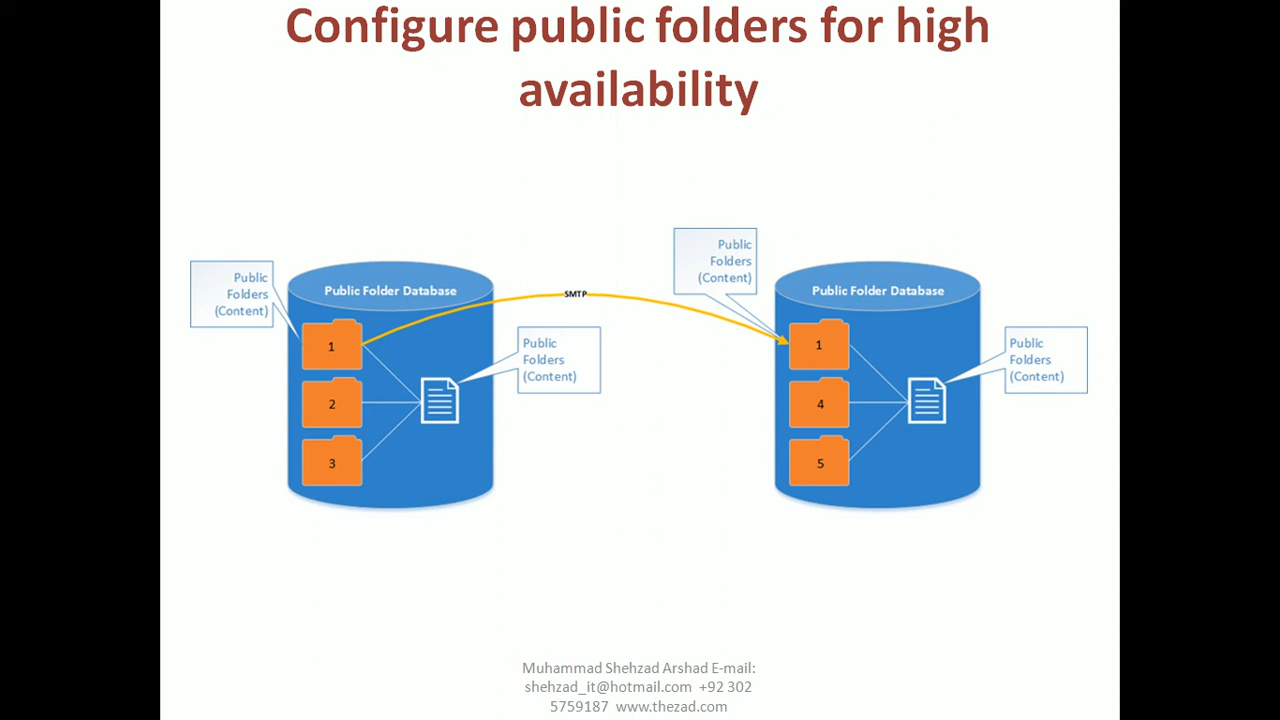 Configure public folders for high
availability
Public
Folders
(Content)
Public Folder Database
1
2
3
Public
Folders
(Content)
SMTP
Public
Folders
(Content)
Public Folder Database
1
4
5
Public
Folders
(Content)
Muhammad Shehzad Arshad E-mail:
shehzad_it@hotmail.com +92 302
5759187 www.thezad.com